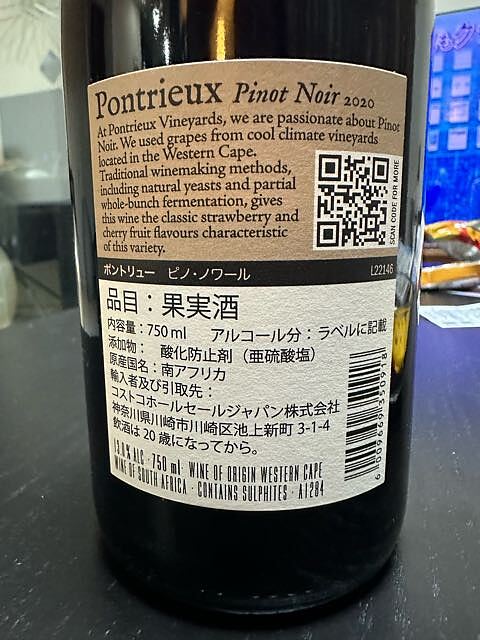 Pontrieux Pinot Noir 2020
At Pontrieux Vineyards, we are passionate about Pinot
Noir. We used grapes from cool climate vineyards
located in the Western Cape.
Traditional winemaking methods,
including natural yeasts and partial
whole-bunch fermentation, gives
this wine the classic strawberry and
cherry fruit flavours characteristic
of this variety.
SCAN CODE FOR MORE
ポントリュー ピノ・ノワール L22146
品目：果実酒
内容量：750 ml アルコール分：ラベルに記載
添加物： 酸化防止剤（亜硫酸塩）
原産国名：南アフリカ
輸入者及び引取先：
コストコホールセールジャパン株式会社
神奈川県川崎市川崎区池上新町 3-1-4
飲酒は 20 歳になってから。
13.0% ALC · 750 ml · WINE OF ORIGIN WESTERN CAPE
WINE OF SOUTH AFRICA · CONTAINS SULPHITES · A1284
6 009669 350918